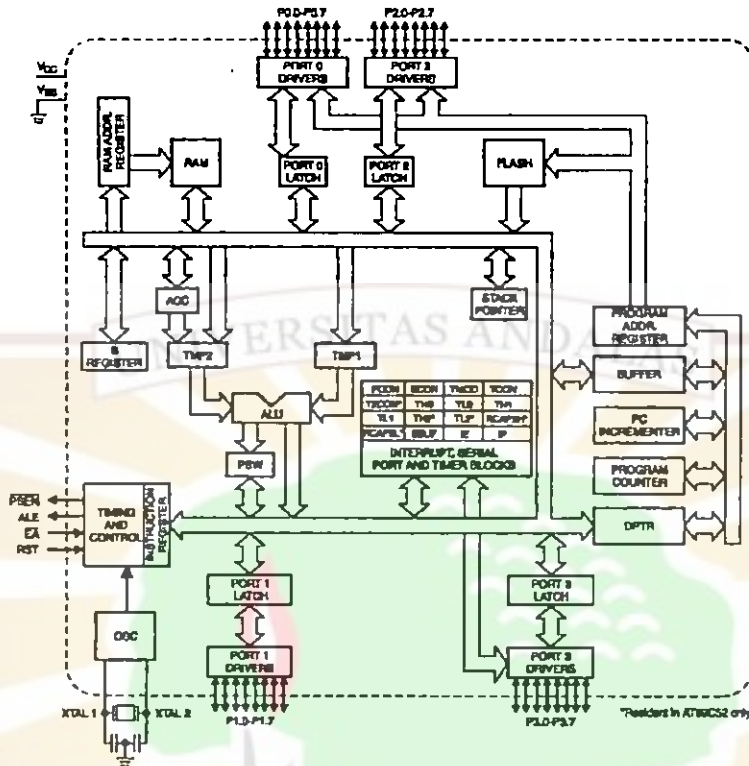 P0.0-P0.7
P2.0-P2.7
VCC
VSS
PORT 0
DRIVERS
PORT 2
DRIVERS
RAM ADDR.
REGISTER
RAM
PORT 0
LATCH
PORT 2
LATCH
FLASH
ACC
STACK
POINTER
B
REGISTER
TMP2
TMP1
PROGRAM
ADDR.
REGISTER
UNIVERSITAS ANDALAS
BUFFER
ALU
PCON SCON TMOD TCON
T2CON* TH0 TL0 TH1
TL1 TH2* TL2* RCAP2H*
RCAP2L* SBUF IE IP
INTERRUPT, SERIAL
PORT AND TIMER BLOCKS
PC
INCREMENTER
PSW
PROGRAM
COUNTER
PSEN
ALE
EA
RST
TIMING
AND
CONTROL
INSTRUCTION
REGISTER
DPTR
PORT 1
LATCH
PORT 3
LATCH
OSC
PORT 1
DRIVERS
PORT 3
DRIVERS
XTAL 1
XTAL 2
P1.0-P1.7
P3.0-P3.7
only